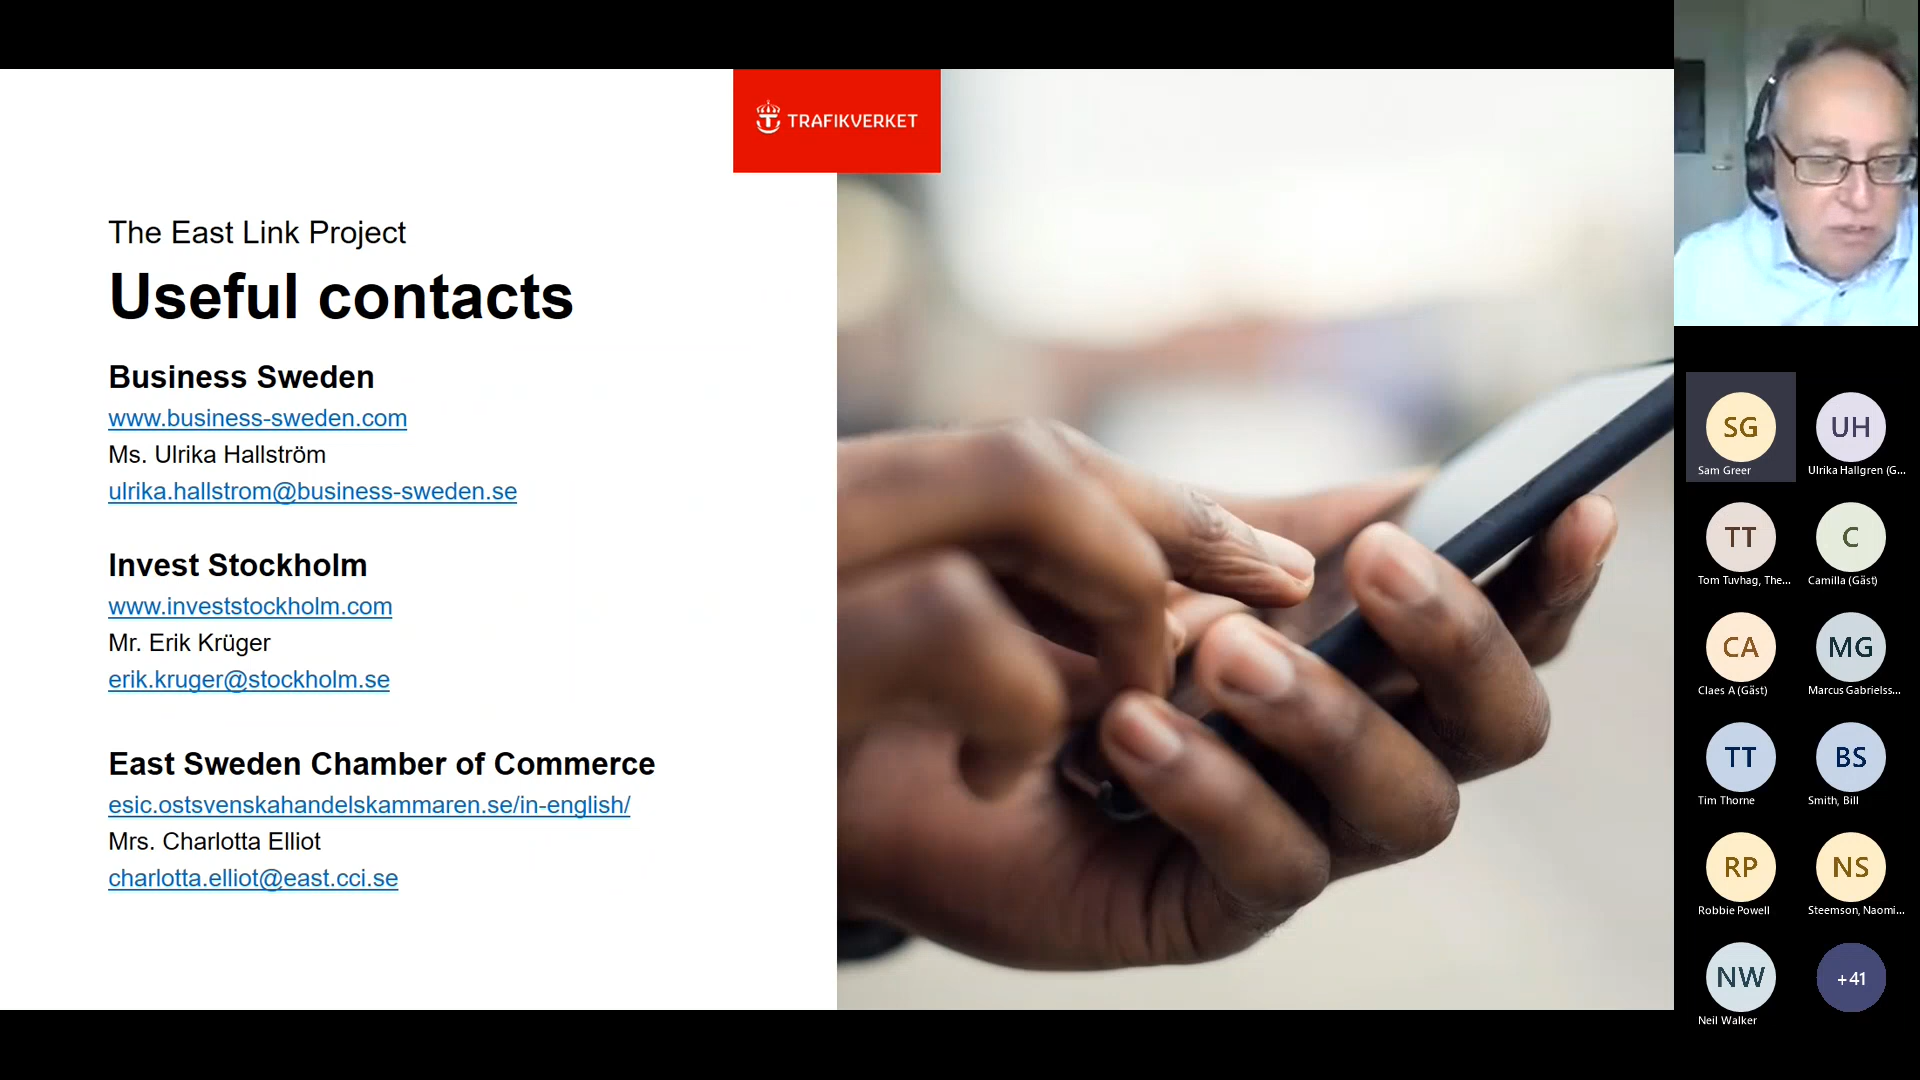 TRAFIKVERKET
The East Link Project
Useful contacts
Business Sweden
www.business-sweden.com
Ms. Ulrika Hallström
ulrika.hallstrom@business-sweden.se
Invest Stockholm
www.investstockholm.com
Mr. Erik Krüger
erik.kruger@stockholm.se
East Sweden Chamber of Commerce
esic.ostsvenskahandelskammaren.se/in-english/
Mrs. Charlotta Elliot
charlotta.elliot@east.cci.se
SG
Sam Greer
UH
Ulrika Hallgren (G...
TT
Tom Tuvhag, The...
C
Camilla (Gäst)
CA
Claes A (Gäst)
MG
Marcus Gabrielss...
TT
Tim Thorne
BS
Smith, Bill
RP
Robbie Powell
NS
Steemson, Naomi...
NW
Neil Walker
+41